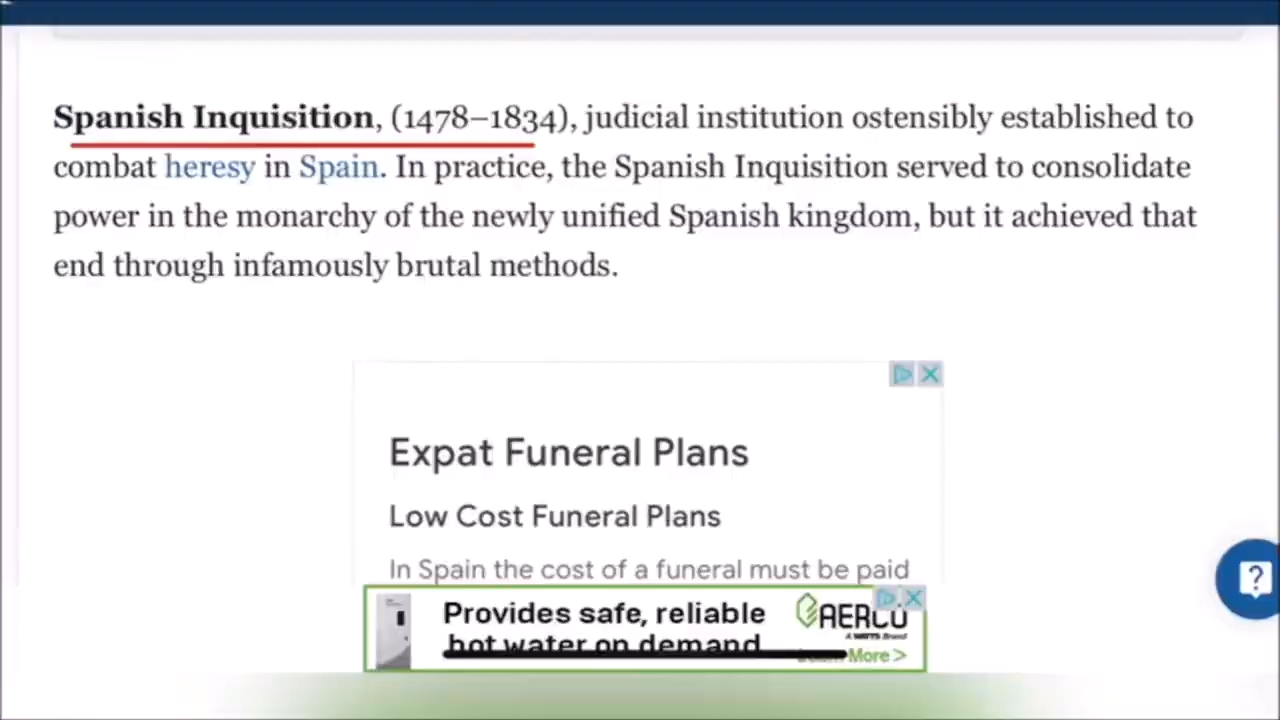 Spanish Inquisition, (1478–1834), judicial institution ostensibly established to
combat heresy in Spain. In practice, the Spanish Inquisition served to consolidate
power in the monarchy of the newly unified Spanish kingdom, but it achieved that
end through infamously brutal methods.
Expat Funeral Plans
Low Cost Funeral Plans
In Spain the cost of a funeral must be paid
Provides safe, reliable
hot water on demand
AERCO
A WATTS Brand
More >
?